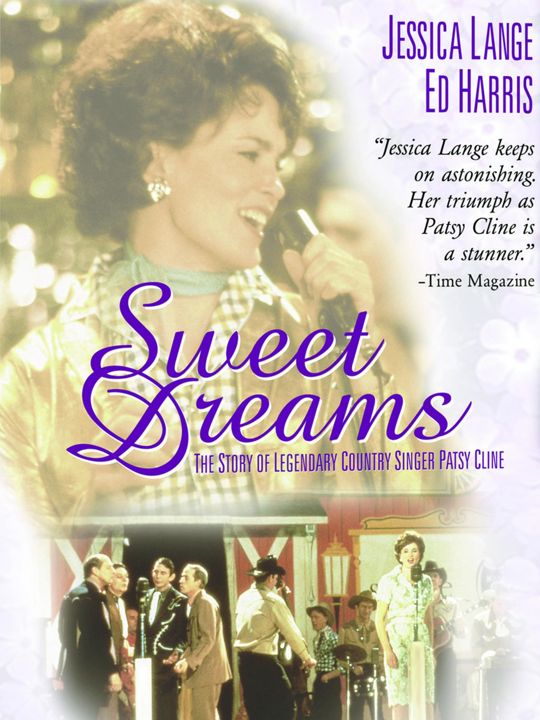 JESSICA LANGE
ED HARRIS
“Jessica Lange keeps
on astonishing.
Her triumph as
Patsy Cline is
a stunner.”
-Time Magazine
Sweet
Dreams
THE STORY OF LEGENDARY COUNTRY SINGER PATSY CLINE